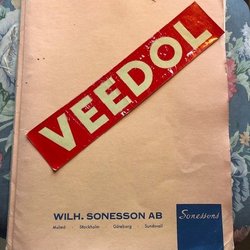 VEEDOL
WILH. SONESSON AB
Malmö · Stockholm · Göteborg · Sundsvall
Sonessons